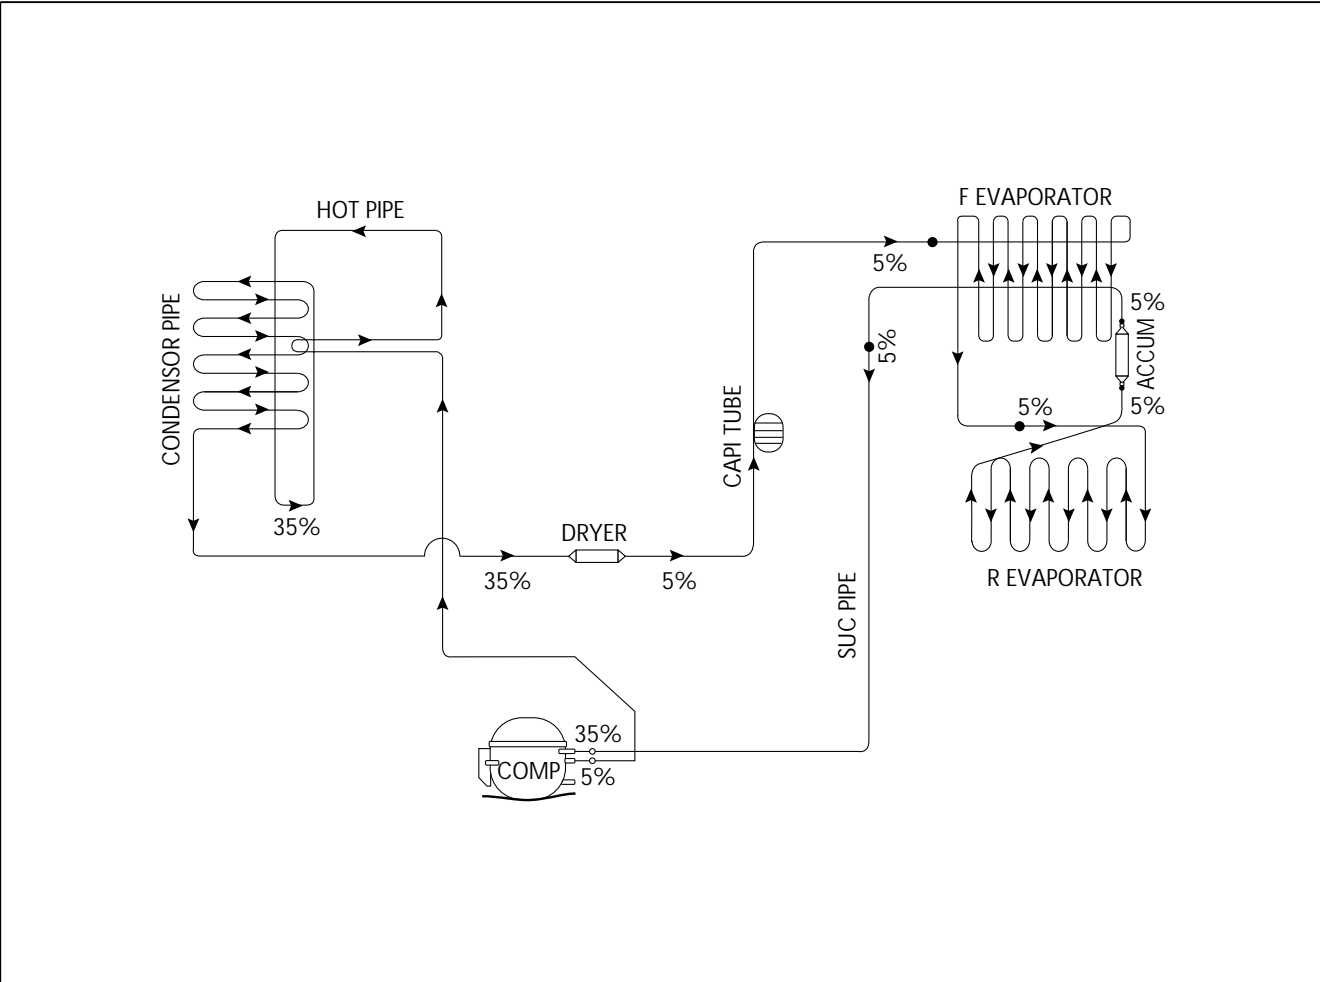 F EVAPORATOR
HOT PIPE
5%
CONDENSOR PIPE
5%
5%
ACCUM
CAPI TUBE
5%
5%
35%
DRYER
35%
5%
R EVAPORATOR
SUC PIPE
35%
COMP
5%